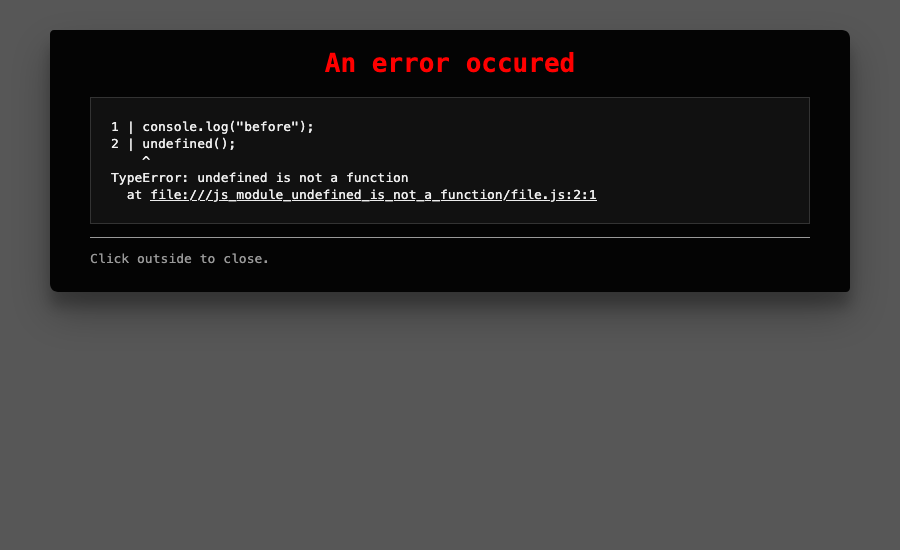 An error occured
1 | console.log("before");
2 | undefined();
^
TypeError: undefined is not a function
at file:///js_module_undefined_is_not_a_function/file.js:2:1
Click outside to close.